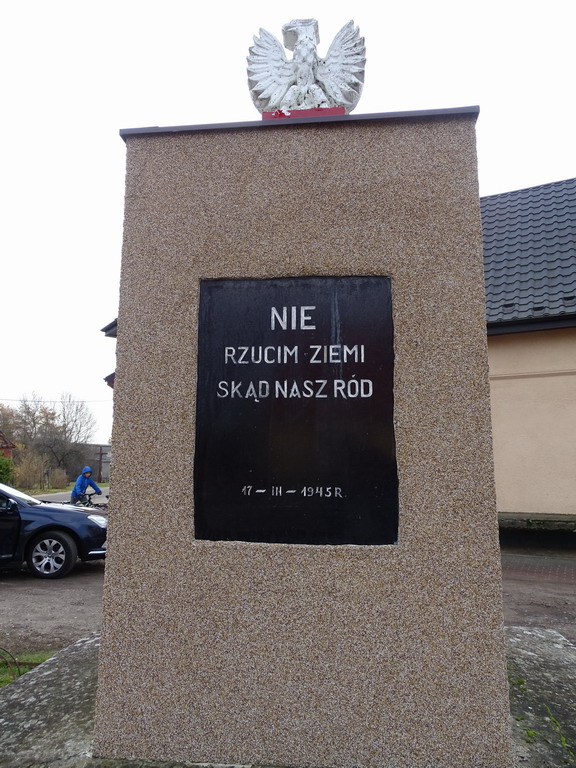 NIE
RZUCIM ZIEMI
SKĄD NASZ RÓD
17 — III — 1945 R.